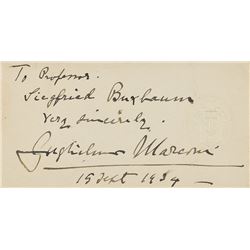 To Professor.
Siegfried Buxbaum
Very sincerely.
Guglielmo Marconi
15 Sept 1934